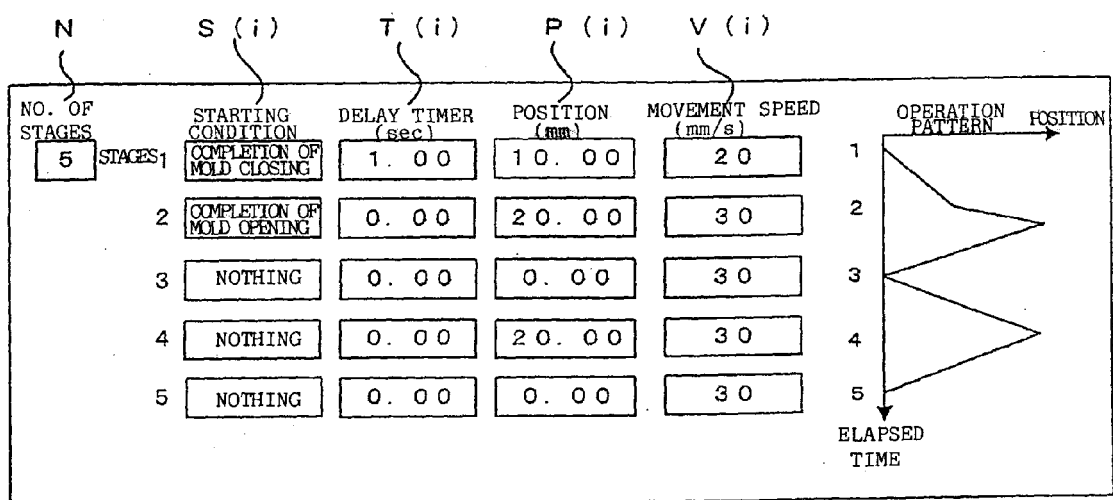 N S (i) T (i) P (i) V (i)
NO. OF STAGES
STARTING CONDITION
DELAY TIMER (sec)
POSITION (mm)
MOVEMENT SPEED (mm/s)
OPERATION PATTERN
POSITION
5 STAGES 1 COMPLETION OF MOLD CLOSING 1.00 10.00 20 1
2 COMPLETION OF MOLD OPENING 0.00 20.00 30 2
3 NOTHING 0.00 0.00 30 3
4 NOTHING 0.00 20.00 30 4
5 NOTHING 0.00 0.00 30 5
ELAPSED
TIME